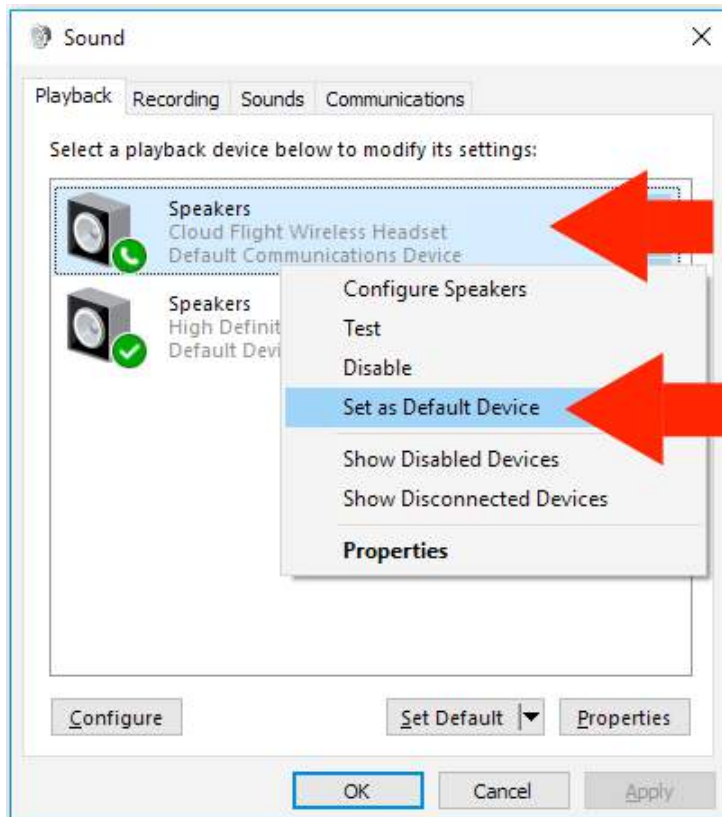 Sound
Playback Recording Sounds Communications
Select a playback device below to modify its settings:
Speakers
Cloud Flight Wireless Headset
Default Communications Device
Speakers
High Definit
Default Devi
Configure Speakers
Test
Disable
Set as Default Device
Show Disabled Devices
Show Disconnected Devices
Properties
Configure Set Default Properties
OK Cancel Apply